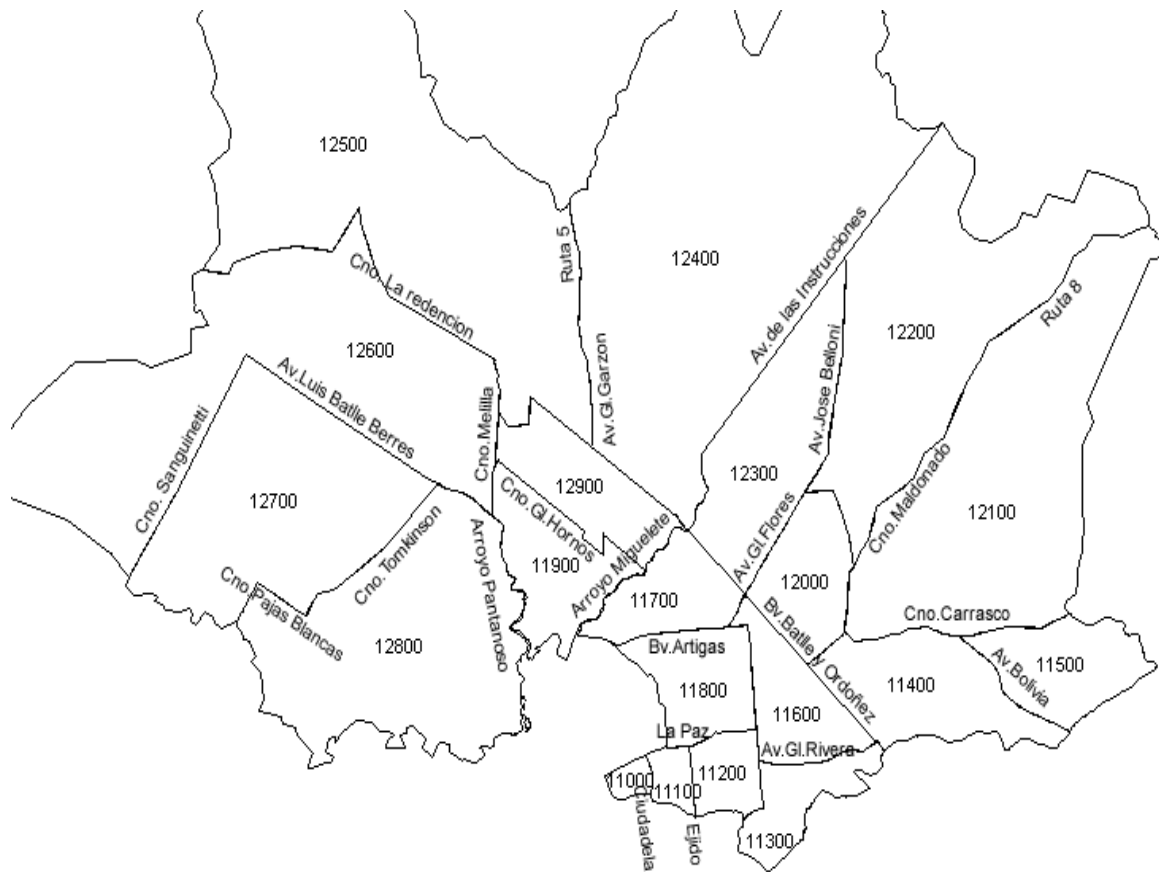 12500
Ruta 5
12400
Av.de las Instrucciones
12200
Ruta 8
Cno. La redencion
12600
Av.Luis Batlle Berres
Av.Gl.Garzon
Av.Jose Belloni
Cno. Sanguinetti
Cno.Melilla
12300
Cno.Maldonado
12700
12900
Cno.Gl.Hornos
12100
Cno.Tomkinson
Arroyo Pantanoso
11900
Arroyo Miguelete
Av.Gl.Flores
12000
11700
Cno.Pajas Blancas
12800
Bv.Artigas
Bv.Batlle y Ordoñez
Cno.Carrasco
11500
Av.Bolivia
11800
11400
11600
La Paz
Av.Gl.Rivera
11000
11100
11200
Ciudadela
Ejido
11300